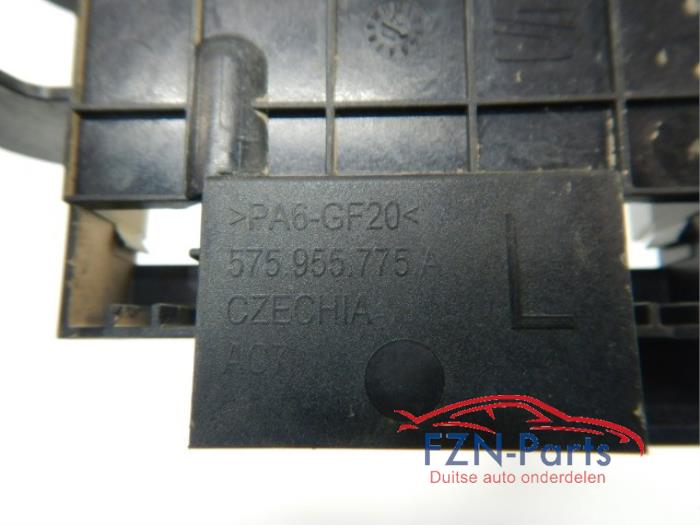 >PA6-GF20<
575.955.775 A
CZECHIA
L
FZN-Parts
Duitse auto onderdelen